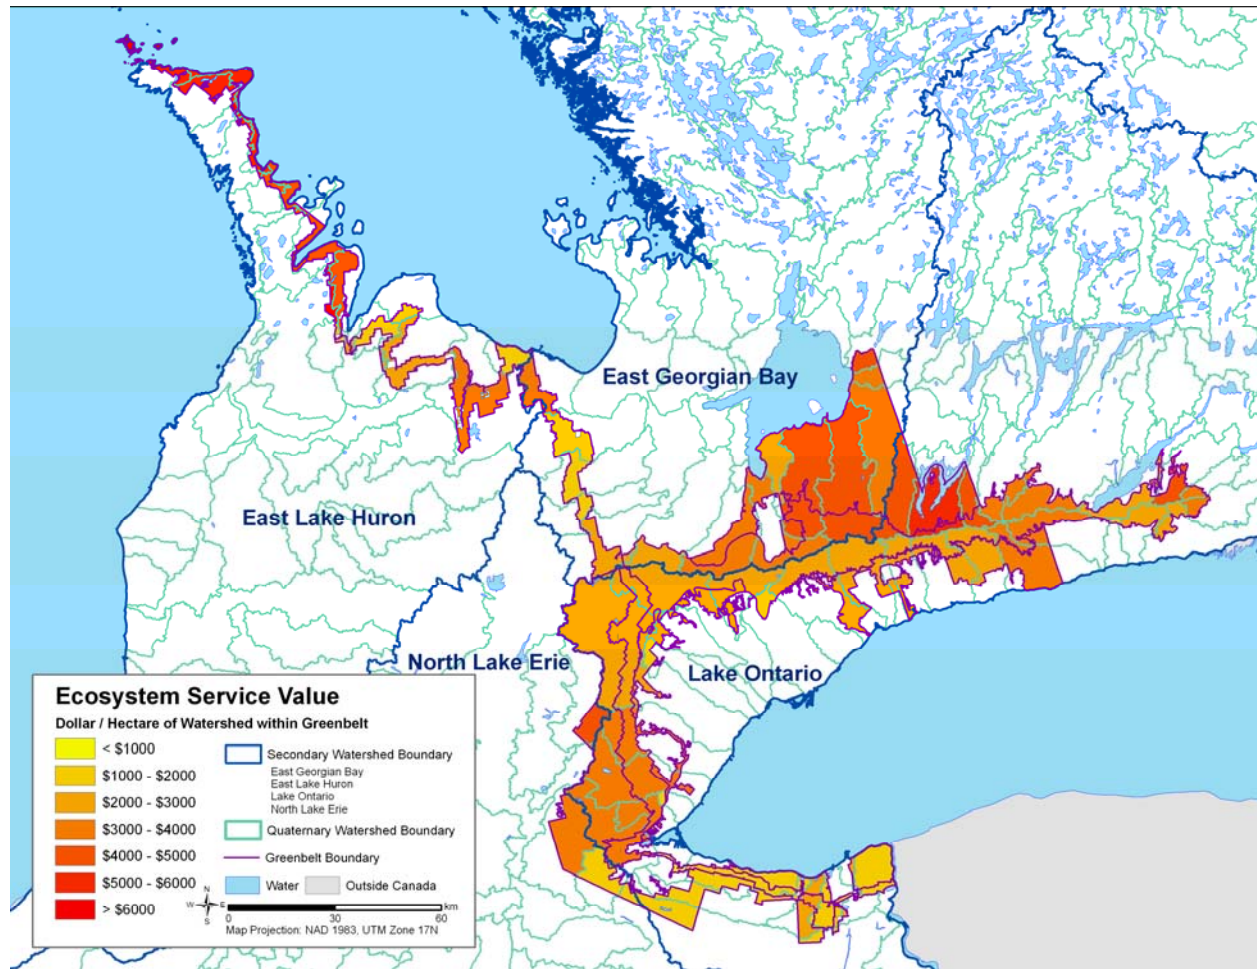 East Georgian Bay
East Lake Huron
North Lake Erie
Lake Ontario
Ecosystem Service Value
Dollar / Hectare of Watershed within Greenbelt
< $1000
$1000 - $2000
$2000 - $3000
$3000 - $4000
$4000 - $5000
$5000 - $6000
> $6000
Secondary Watershed Boundary
East Georgian Bay
East Lake Huron
Lake Ontario
North Lake Erie
Quaternary Watershed Boundary
Greenbelt Boundary
Water
Outside Canada
N
W E
S
0 30 60 km
Map Projection: NAD 1983, UTM Zone 17N